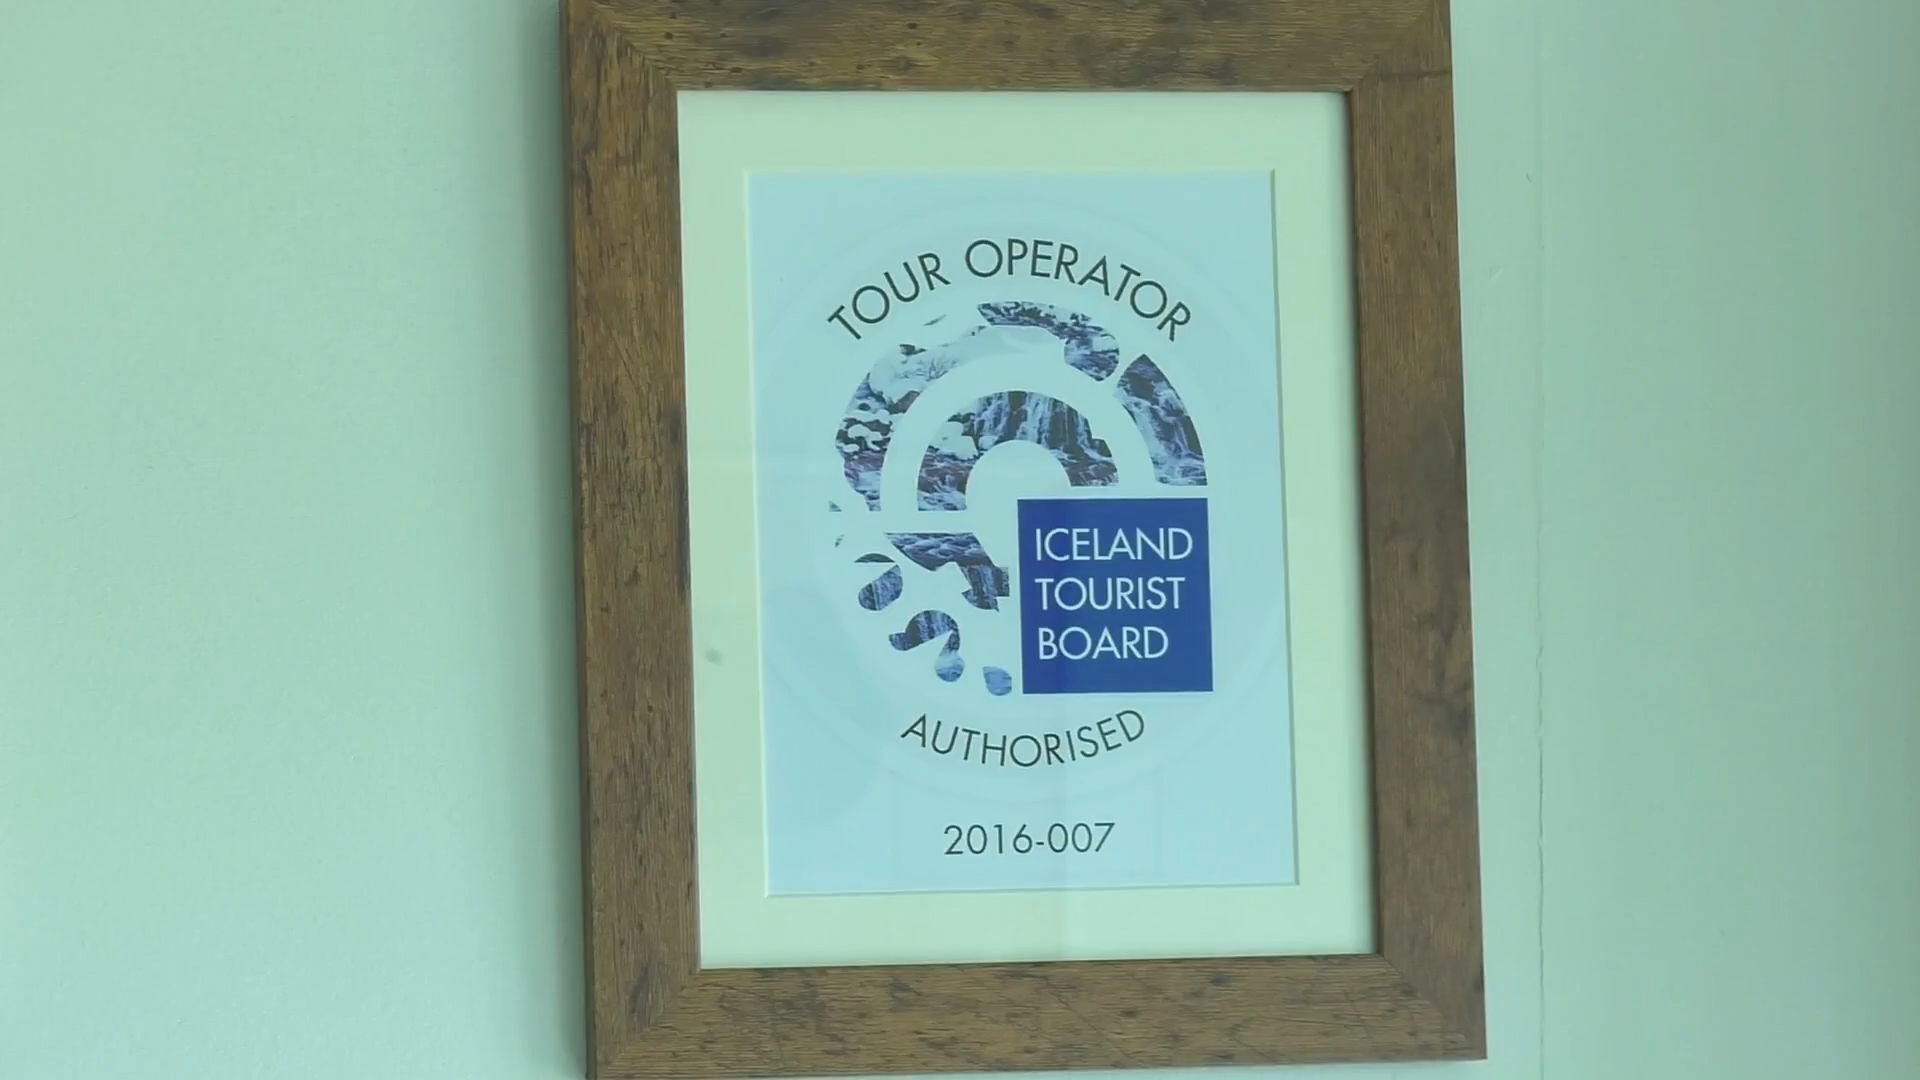 TOUR OPERATOR
ICELAND
TOURIST
BOARD
AUTHORISED
2016-007